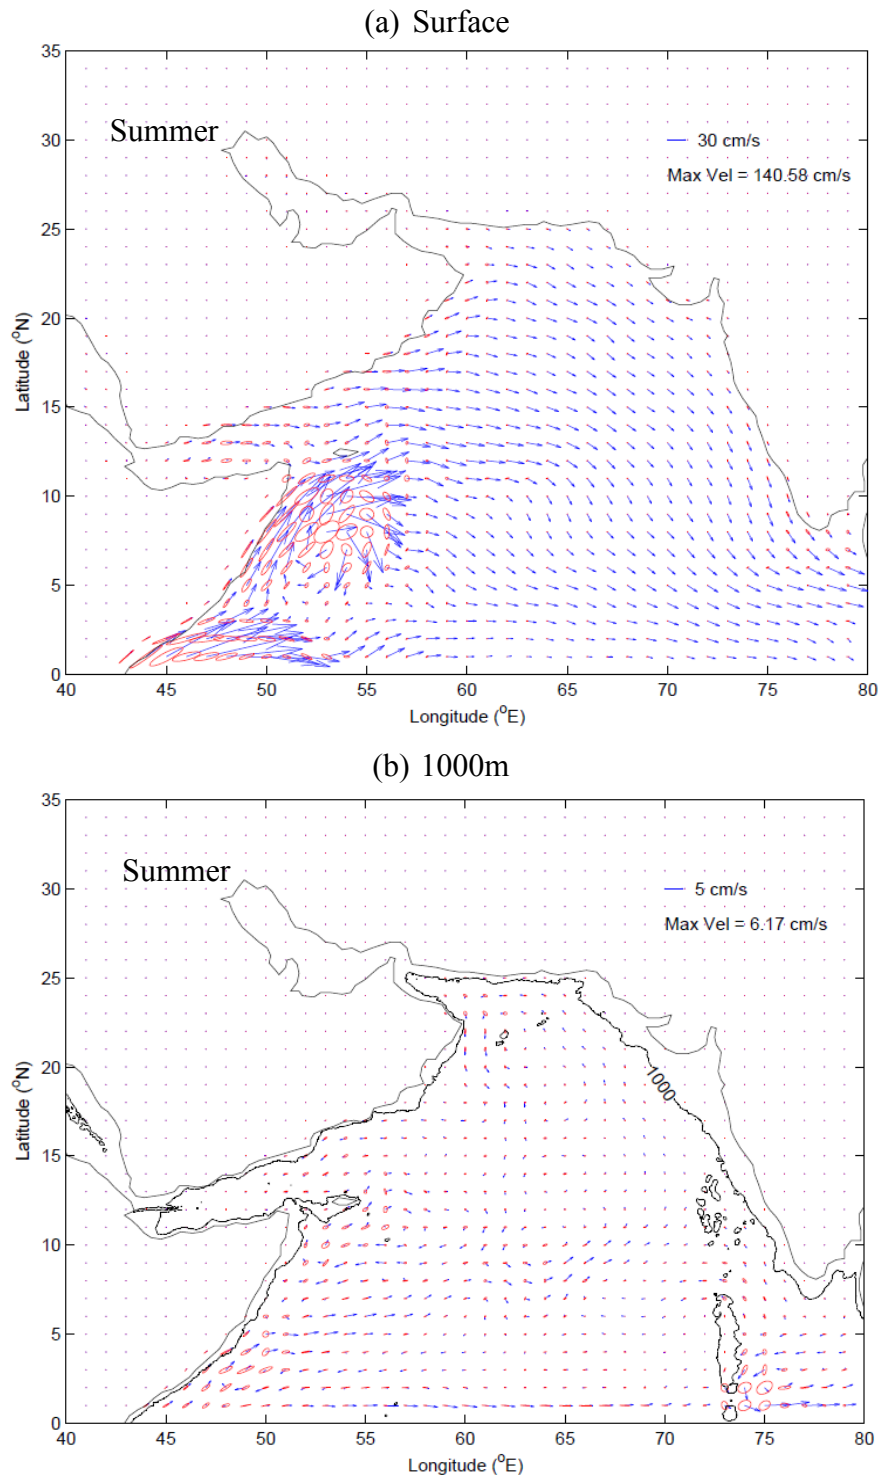 (a) Surface
35
30
25
20
15
10
5
0
Latitude (°N)
Summer
30 cm/s
Max Vel = 140.58 cm/s
40 45 50 55 60 65 70 75 80
Longitude (°E)
(b) 1000m
35
30
25
20
15
10
5
0
Latitude (°N)
Summer
5 cm/s
Max Vel = 6.17 cm/s
1000
40 45 50 55 60 65 70 75 80
Longitude (°E)